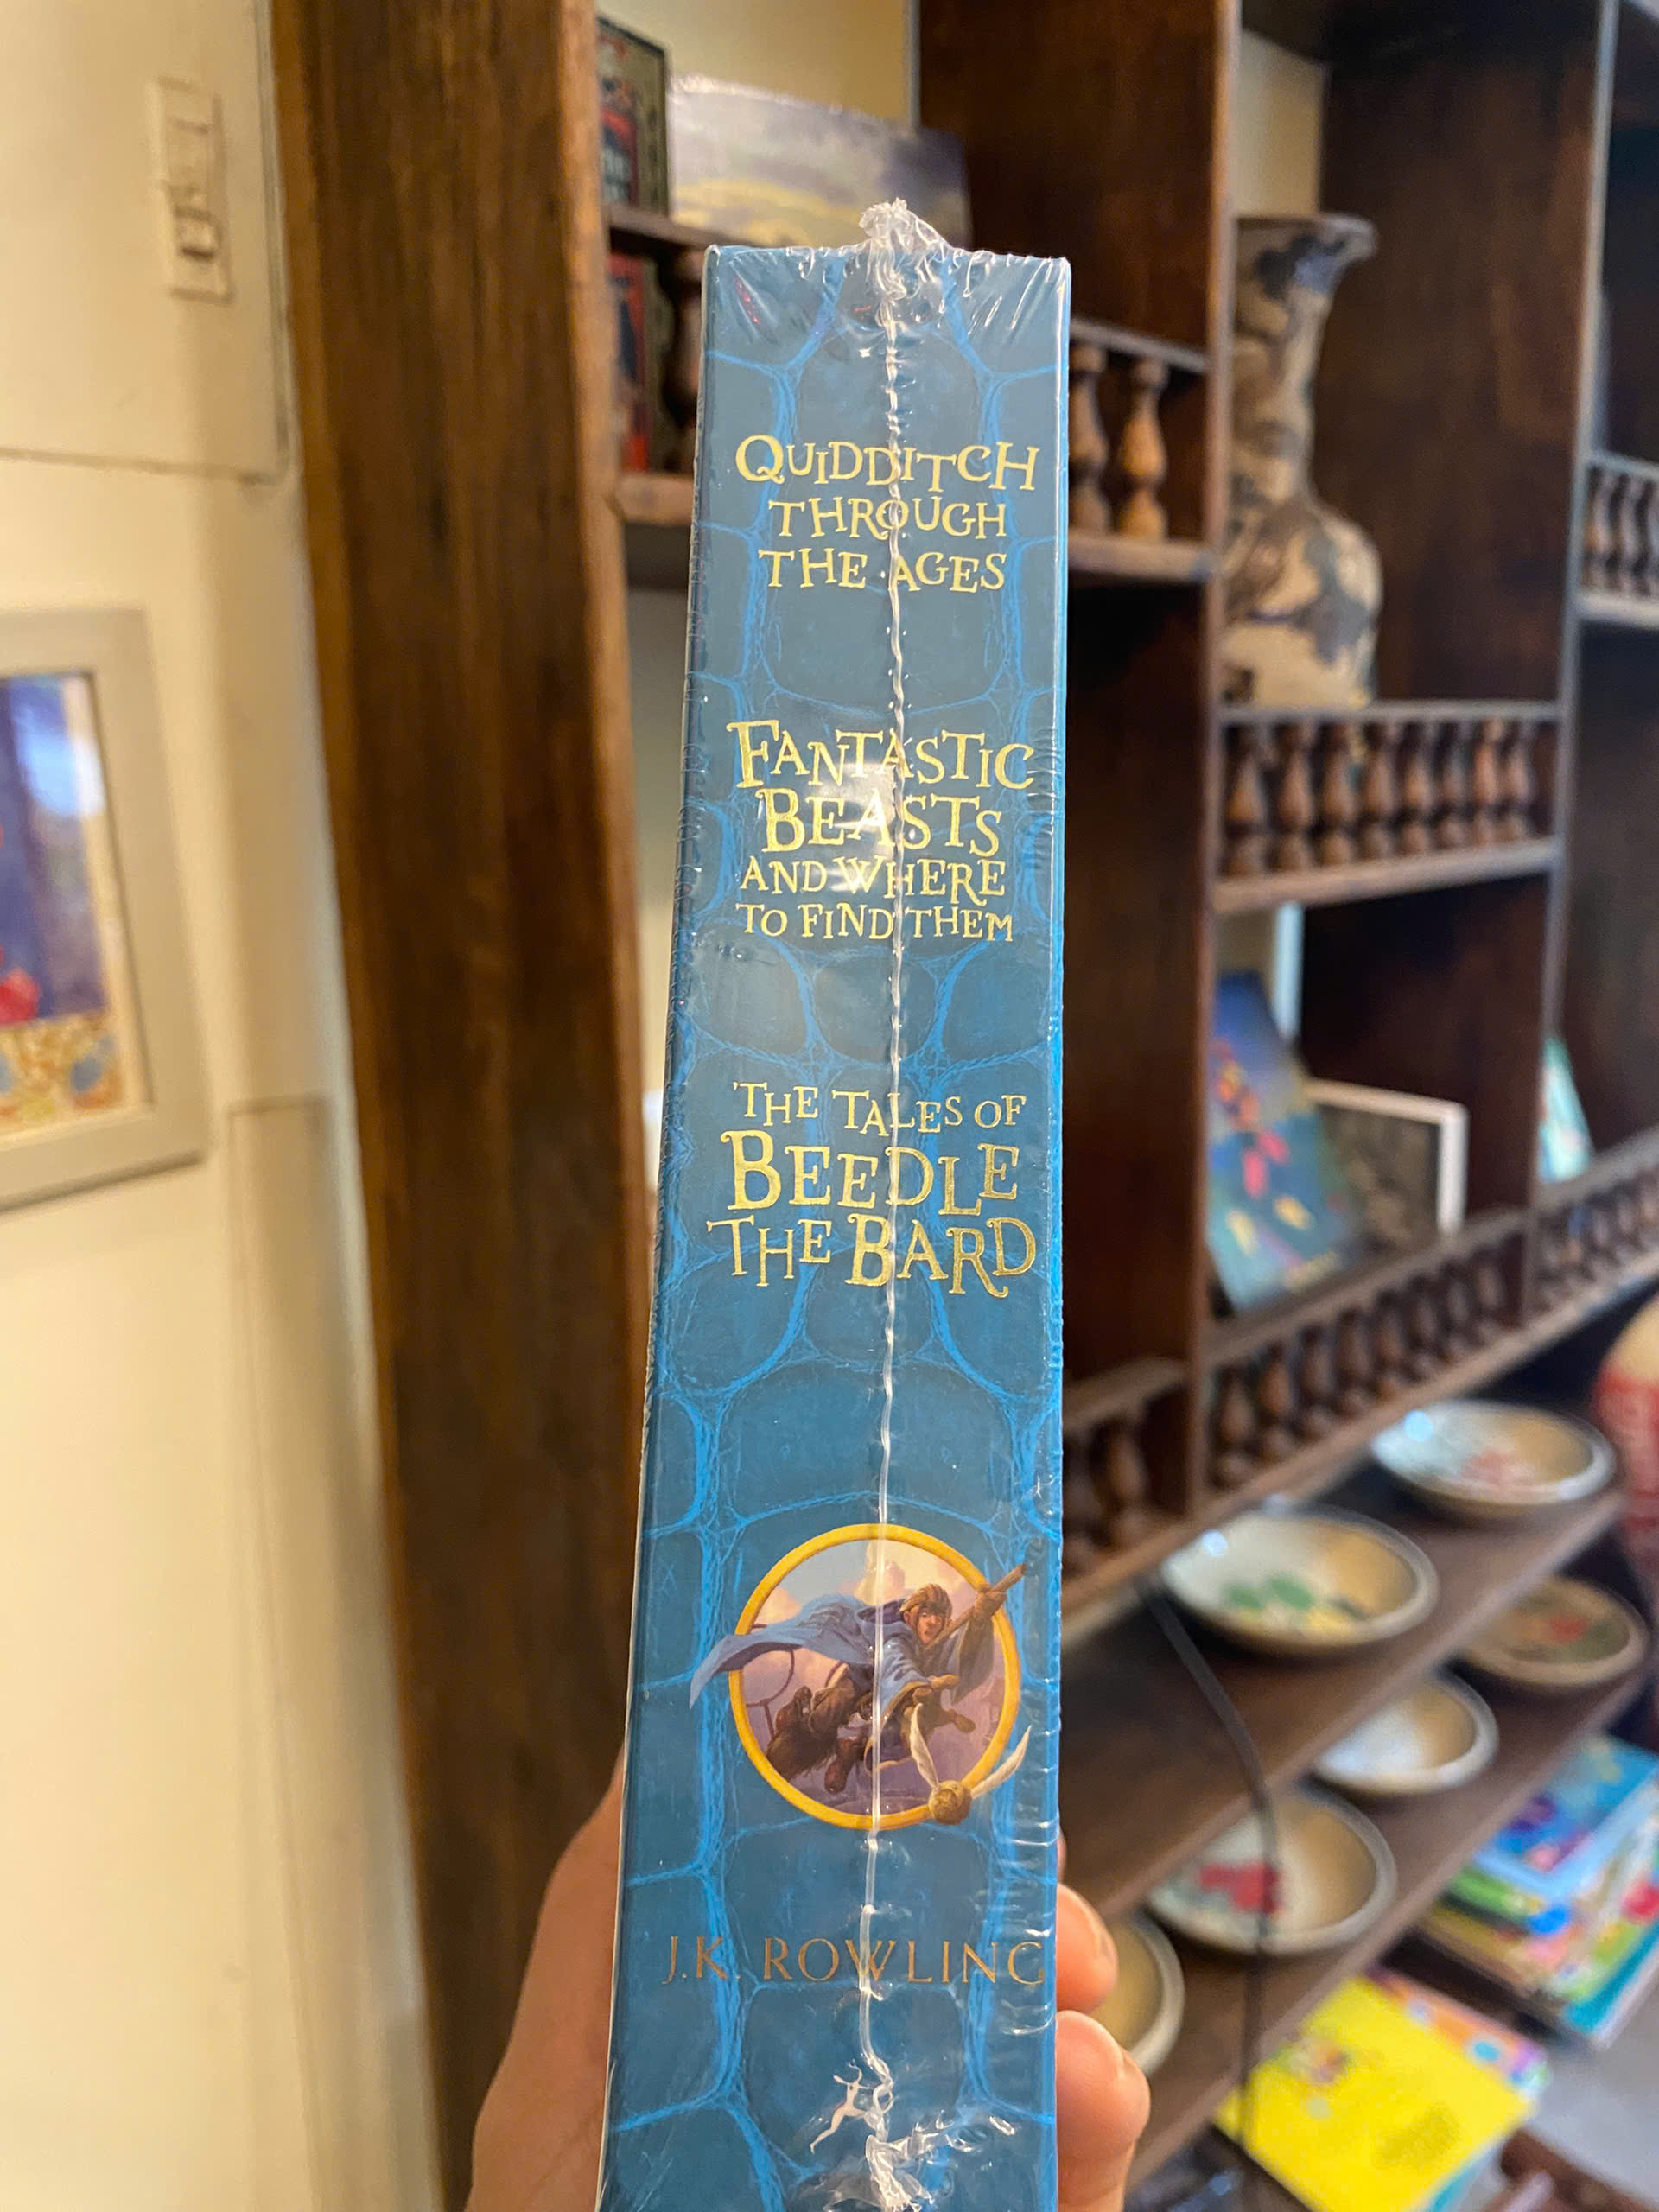 QUIDDITCH
THROUGH
THE AGES
FANTASTIC
BEASTS
AND WHERE
TO FIND THEM
THE TALES OF
BEEDLE
THE BARD
J.K. ROWLING